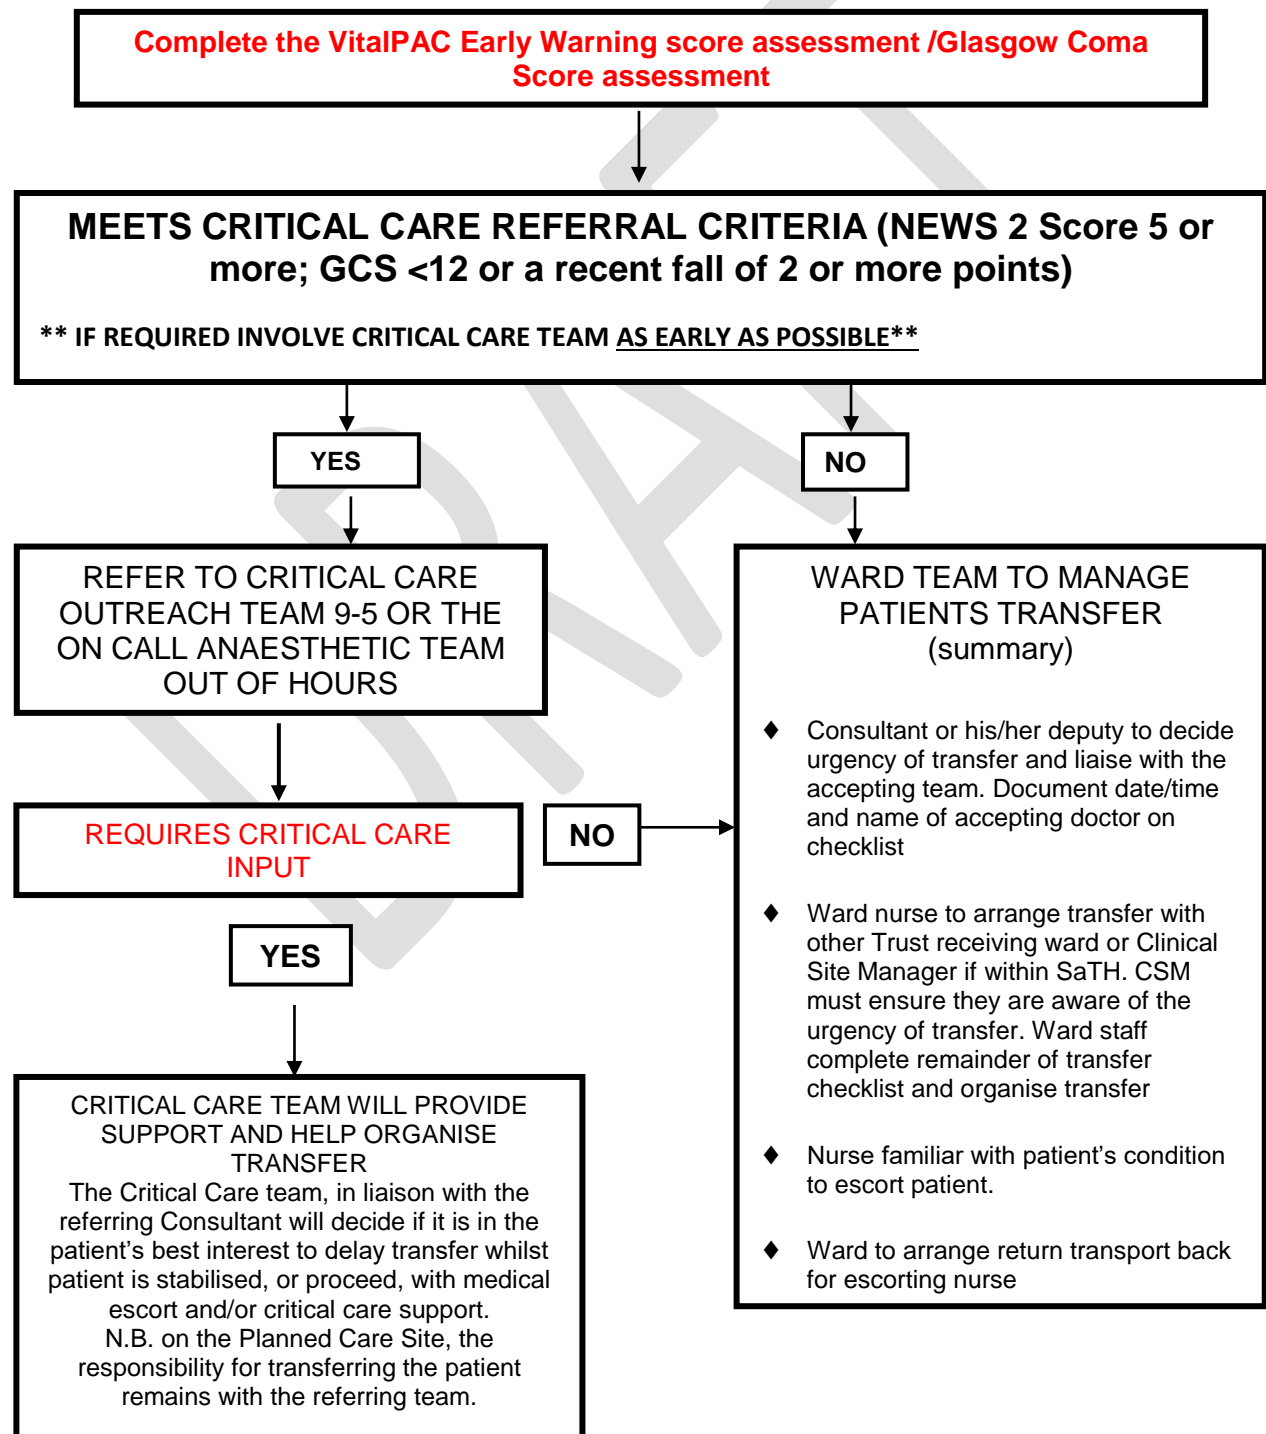 Complete the VitalPAC Early Warning score assessment /Glasgow Coma
Score assessment
MEETS CRITICAL CARE REFERRAL CRITERIA (NEWS 2 Score 5 or
more; GCS <12 or a recent fall of 2 or more points)
** IF REQUIRED INVOLVE CRITICAL CARE TEAM AS EARLY AS POSSIBLE**
YES
NO
REFER TO CRITICAL CARE
OUTREACH TEAM 9-5 OR THE
ON CALL ANAESTHETIC TEAM
OUT OF HOURS
REQUIRES CRITICAL CARE
INPUT
NO
YES
CRITICAL CARE TEAM WILL PROVIDE
SUPPORT AND HELP ORGANISE
TRANSFER
The Critical Care team, in liaison with the
referring Consultant will decide if it is in the
patient’s best interest to delay transfer whilst
patient is stabilised, or proceed, with medical
escort and/or critical care support.
N.B. on the Planned Care Site, the
responsibility for transferring the patient
remains with the referring team.
WARD TEAM TO MANAGE
PATIENTS TRANSFER
(summary)
♦ Consultant or his/her deputy to decide
urgency of transfer and liaise with the
accepting team. Document date/time
and name of accepting doctor on
checklist
♦ Ward nurse to arrange transfer with
other Trust receiving ward or Clinical
Site Manager if within SaTH. CSM
must ensure they are aware of the
urgency of transfer. Ward staff
complete remainder of transfer
checklist and organise transfer
♦ Nurse familiar with patient’s condition
to escort patient.
♦ Ward to arrange return transport back
for escorting nurse
DRAFT